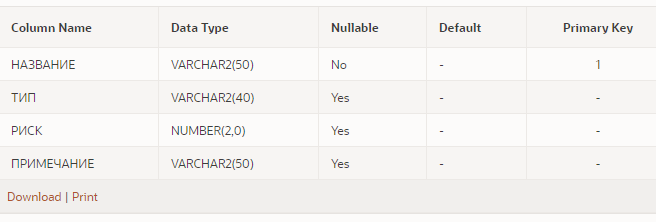 Column Name Data Type Nullable Default Primary Key
НАЗВАНИЕ VARCHAR2(50) No - 1
ТИП VARCHAR2(40) Yes - -
РИСК NUMBER(2,0) Yes - -
ПРИМЕЧАНИЕ VARCHAR2(50) Yes - -
Download | Print